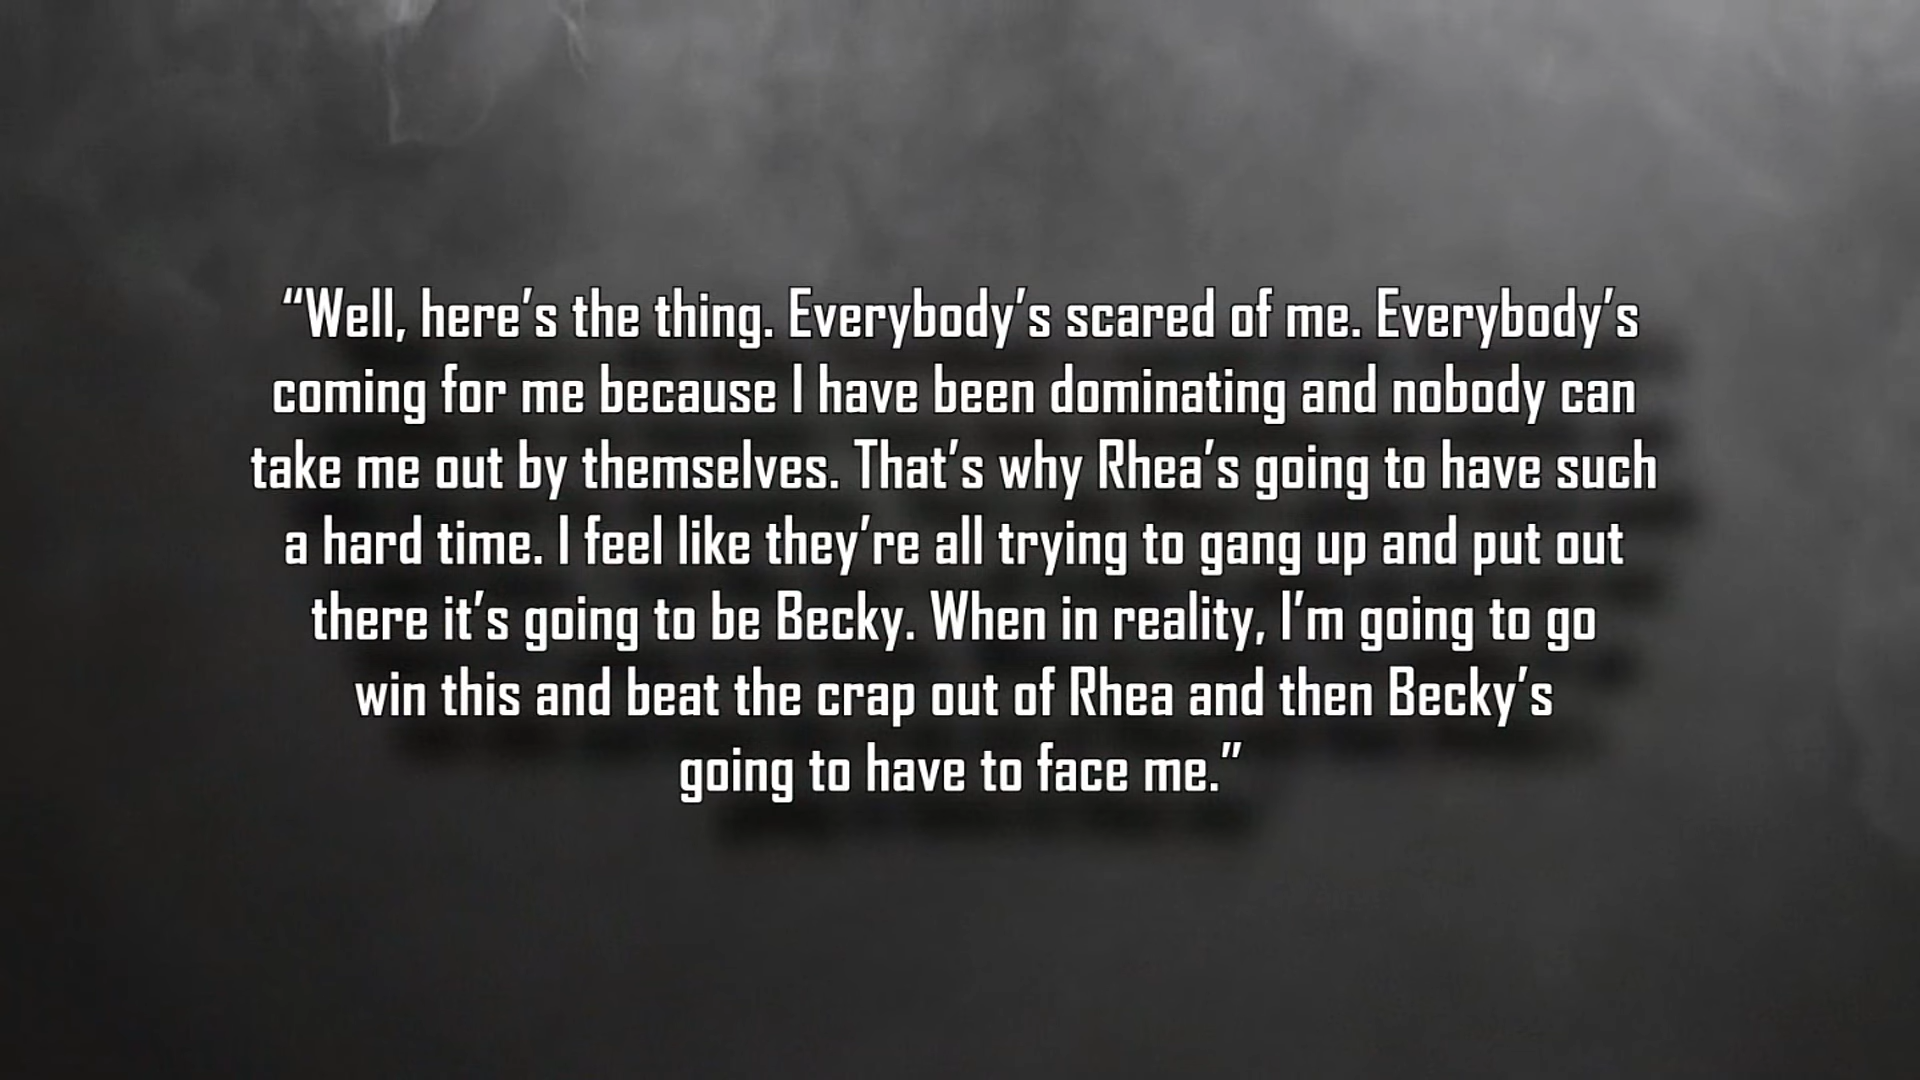 “Well, here’s the thing. Everybody’s scared of me. Everybody’s
coming for me because I have been dominating and nobody can
take me out by themselves. That’s why Rhea’s going to have such
a hard time. I feel like they’re all trying to gang up and put out
there it’s going to be Becky. When in reality, I’m going to go
win this and beat the crap out of Rhea and then Becky’s
going to have to face me.”